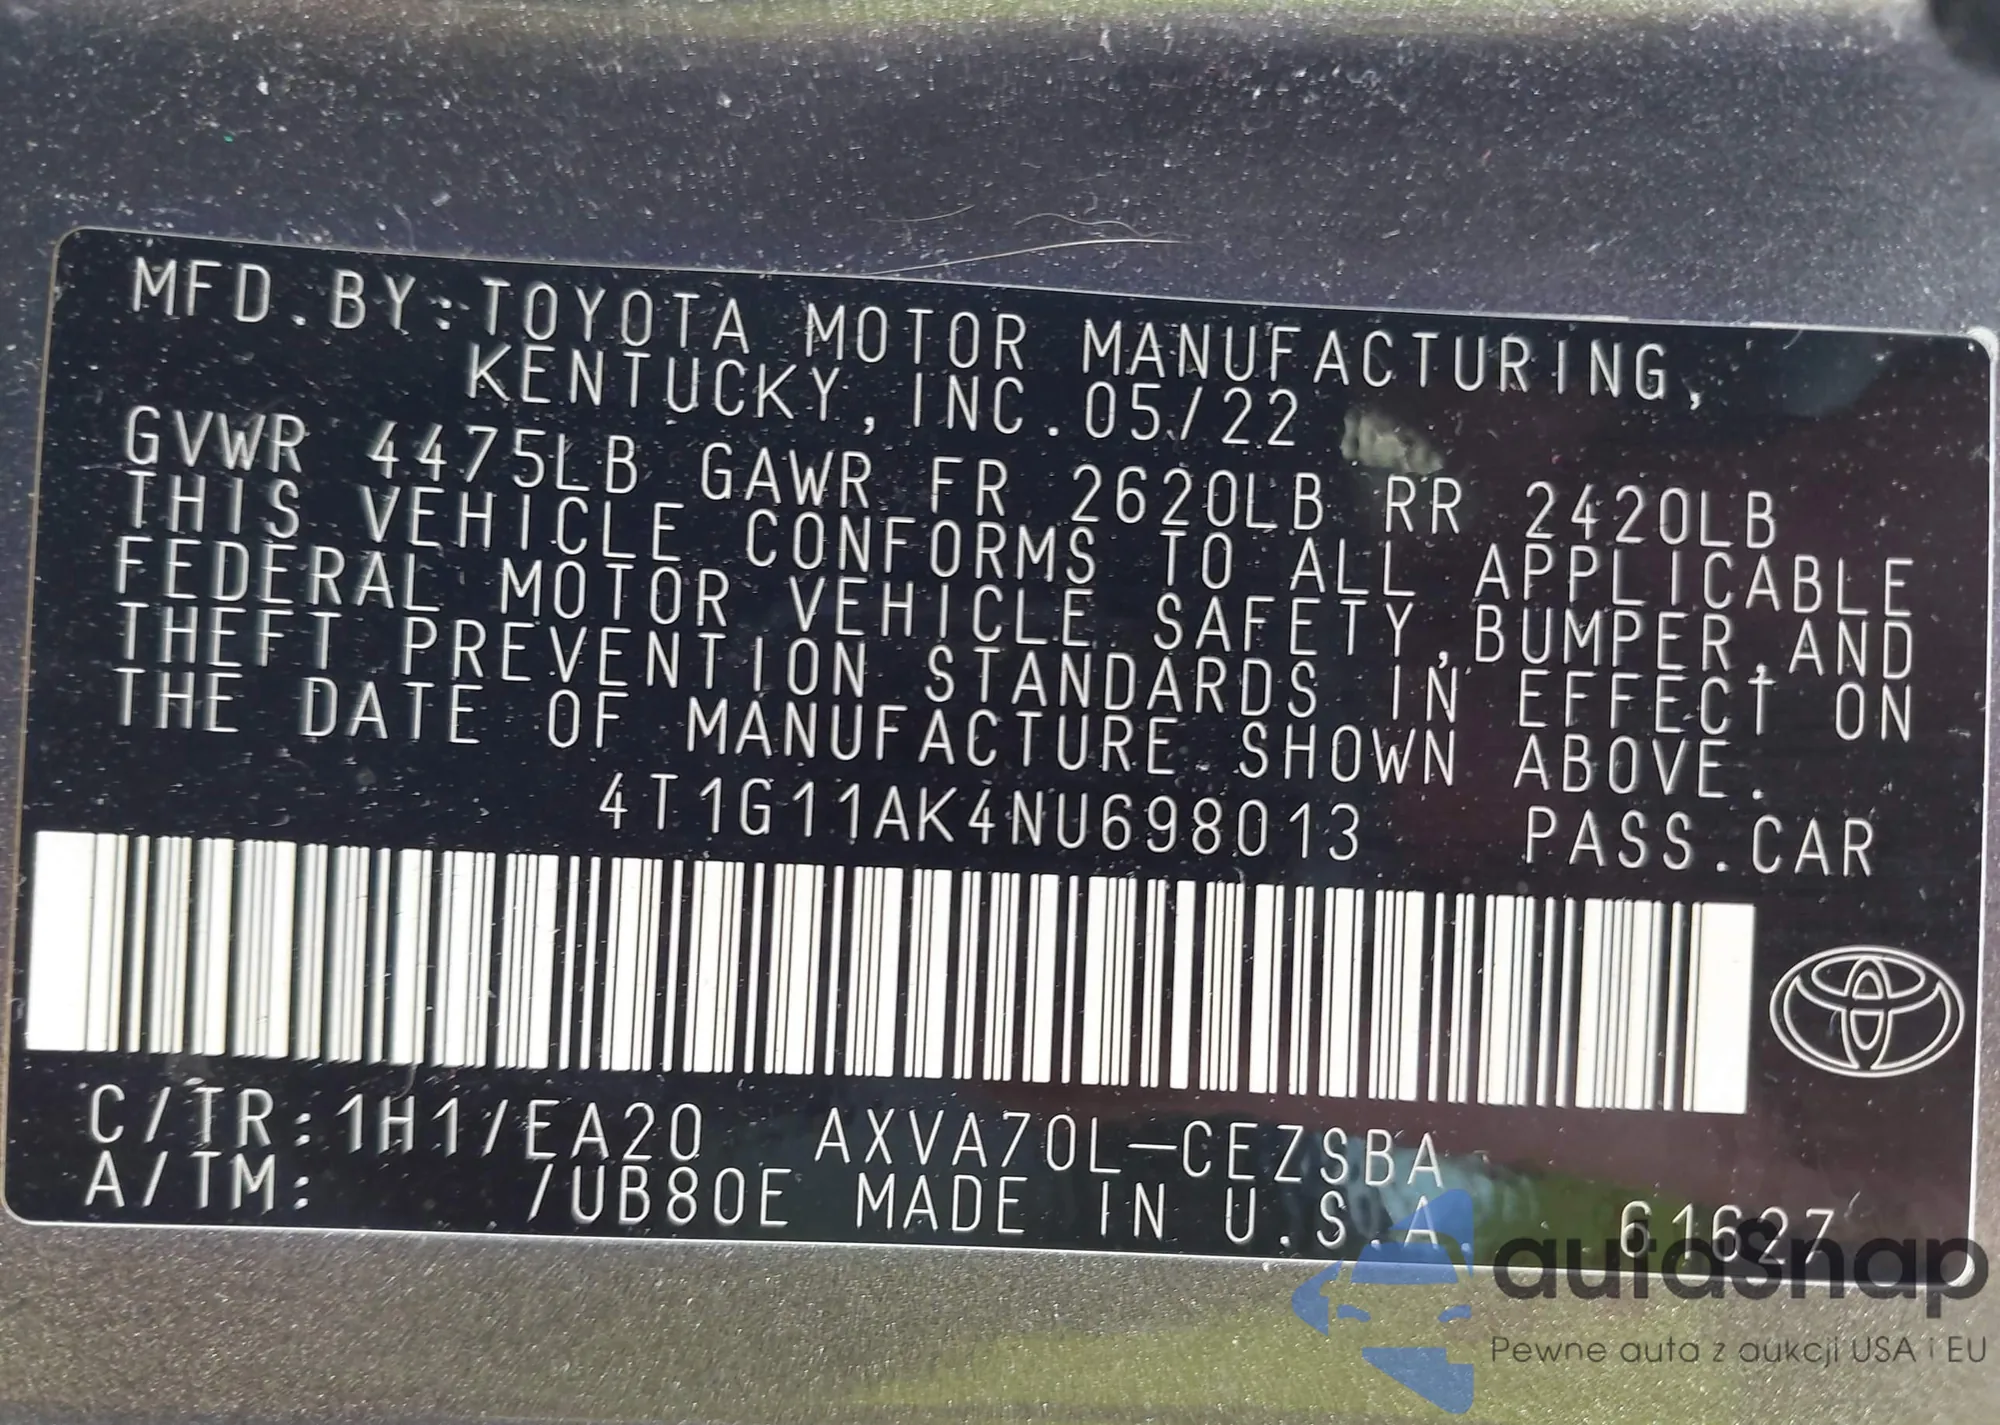 MFD.BY:TOYOTA MOTOR MANUFACTURING,
KENTUCKY,INC.05/22
GVWR 4475LB GAWR FR 2620LB RR 2420LB
THIS VEHICLE CONFORMS TO ALL APPLICABLE
FEDERAL MOTOR VEHICLE SAFETY,BUMPER,AND
THEFT PREVENTION STANDARDS IN EFFECT ON
THE DATE OF MANUFACTURE SHOWN ABOVE.
4T1G11AK4NU698013 PASS.CAR
C/TR:1H1/EA20 AXVA70L-CEZSBA
A/TM: /UB80E MADE IN U.S.A. 61627
autoSnap
Pewne auta z aukcji USA i EU